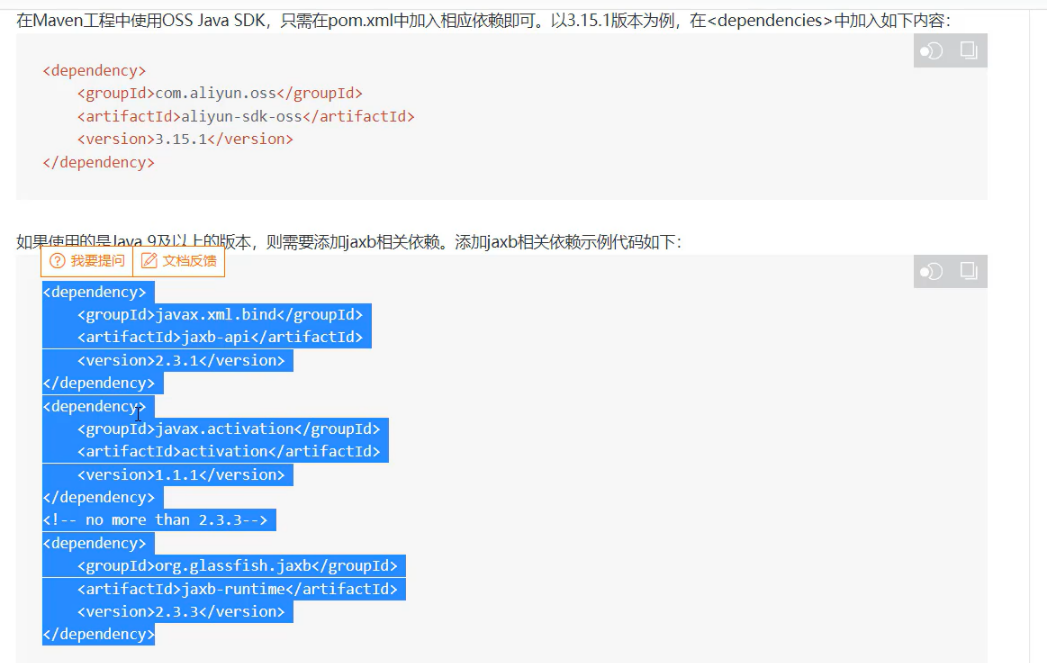 在Maven工程中使用OSS Java SDK，只需在pom.xml中加入相应依赖即可。以3.15.1版本为例，在<dependencies>中加入如下内容：
<dependency>
    <groupId>com.aliyun.oss</groupId>
    <artifactId>aliyun-sdk-oss</artifactId>
    <version>3.15.1</version>
</dependency>
如果使用的是Java 9及以上的版本，则需要添加jaxb相关依赖。添加jaxb相关依赖示例代码如下：
我要提问 文档反馈
<dependency>
    <groupId>javax.xml.bind</groupId>
    <artifactId>jaxb-api</artifactId>
    <version>2.3.1</version>
</dependency>
<dependency>
    <groupId>javax.activation</groupId>
    <artifactId>activation</artifactId>
    <version>1.1.1</version>
</dependency>
<!-- no more than 2.3.3-->
<dependency>
    <groupId>org.glassfish.jaxb</groupId>
    <artifactId>jaxb-runtime</artifactId>
    <version>2.3.3</version>
</dependency>